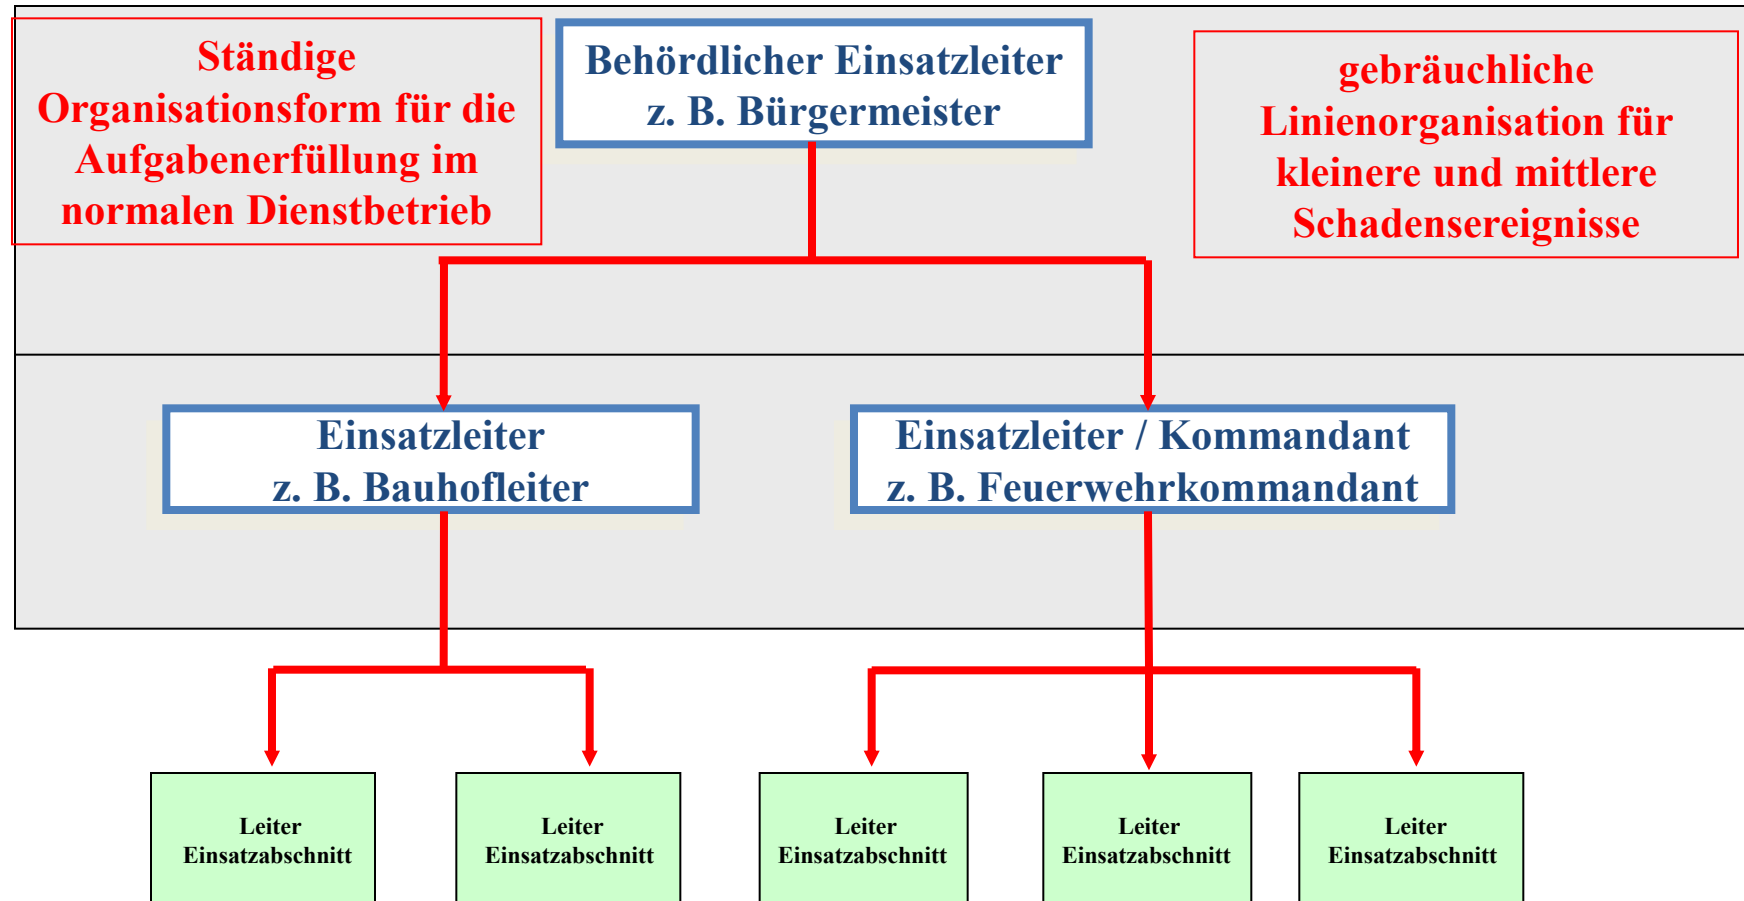 Ständige
Organisationsform für die
Aufgabenerfüllung im
normalen Dienstbetrieb
Behördlicher Einsatzleiter
z. B. Bürgermeister
gebräuchliche
Linienorganisation für
kleinere und mittlere
Schadensereignisse
Einsatzleiter
z. B. Bauhofleiter
Einsatzleiter / Kommandant
z. B. Feuerwehrkommandant
Leiter
Einsatzabschnitt
Leiter
Einsatzabschnitt
Leiter
Einsatzabschnitt
Leiter
Einsatzabschnitt
Leiter
Einsatzabschnitt